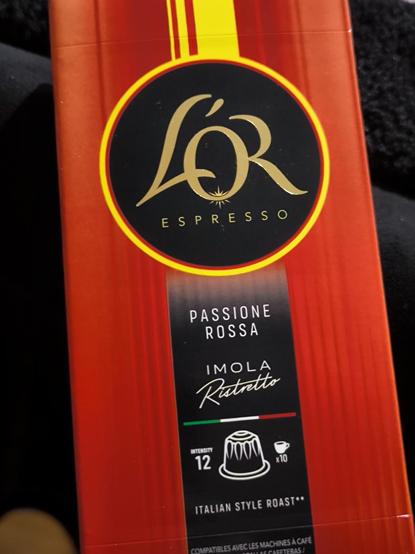 L'OR
ESPRESSO
PASSIONE
ROSSA
IMOLA
Ristretto
INTENSITY
12
x10
ITALIAN STYLE ROAST**
COMPATIBLES AVEC LES MACHINES À CAFÉ